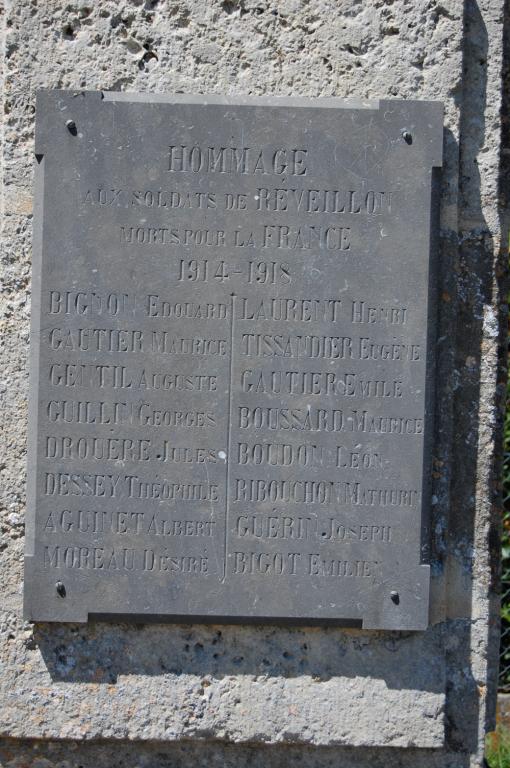 HOMMAGE
AUX SOLDATS DE REVEILLON
MORTS POUR LA FRANCE
1914-1918
BIGNON EDOUARD
GAUTIER MAURICE
GENTIL AUGUSTE
GUILLIN GEORGES
DROUERE JULES
DESSEY THÉOPHILE
AGUINET ALBERT
MOREAU DÉSIRÉ
LAURENT HENRI
TISSANDIER EUGÈNE
GAUTIER EMILE
BOUSSARD MAURICE
BOUDON LÉON
RIBOUCHON MATHURIN
GUÉRIN JOSEPH
BIGOT EMILIEN